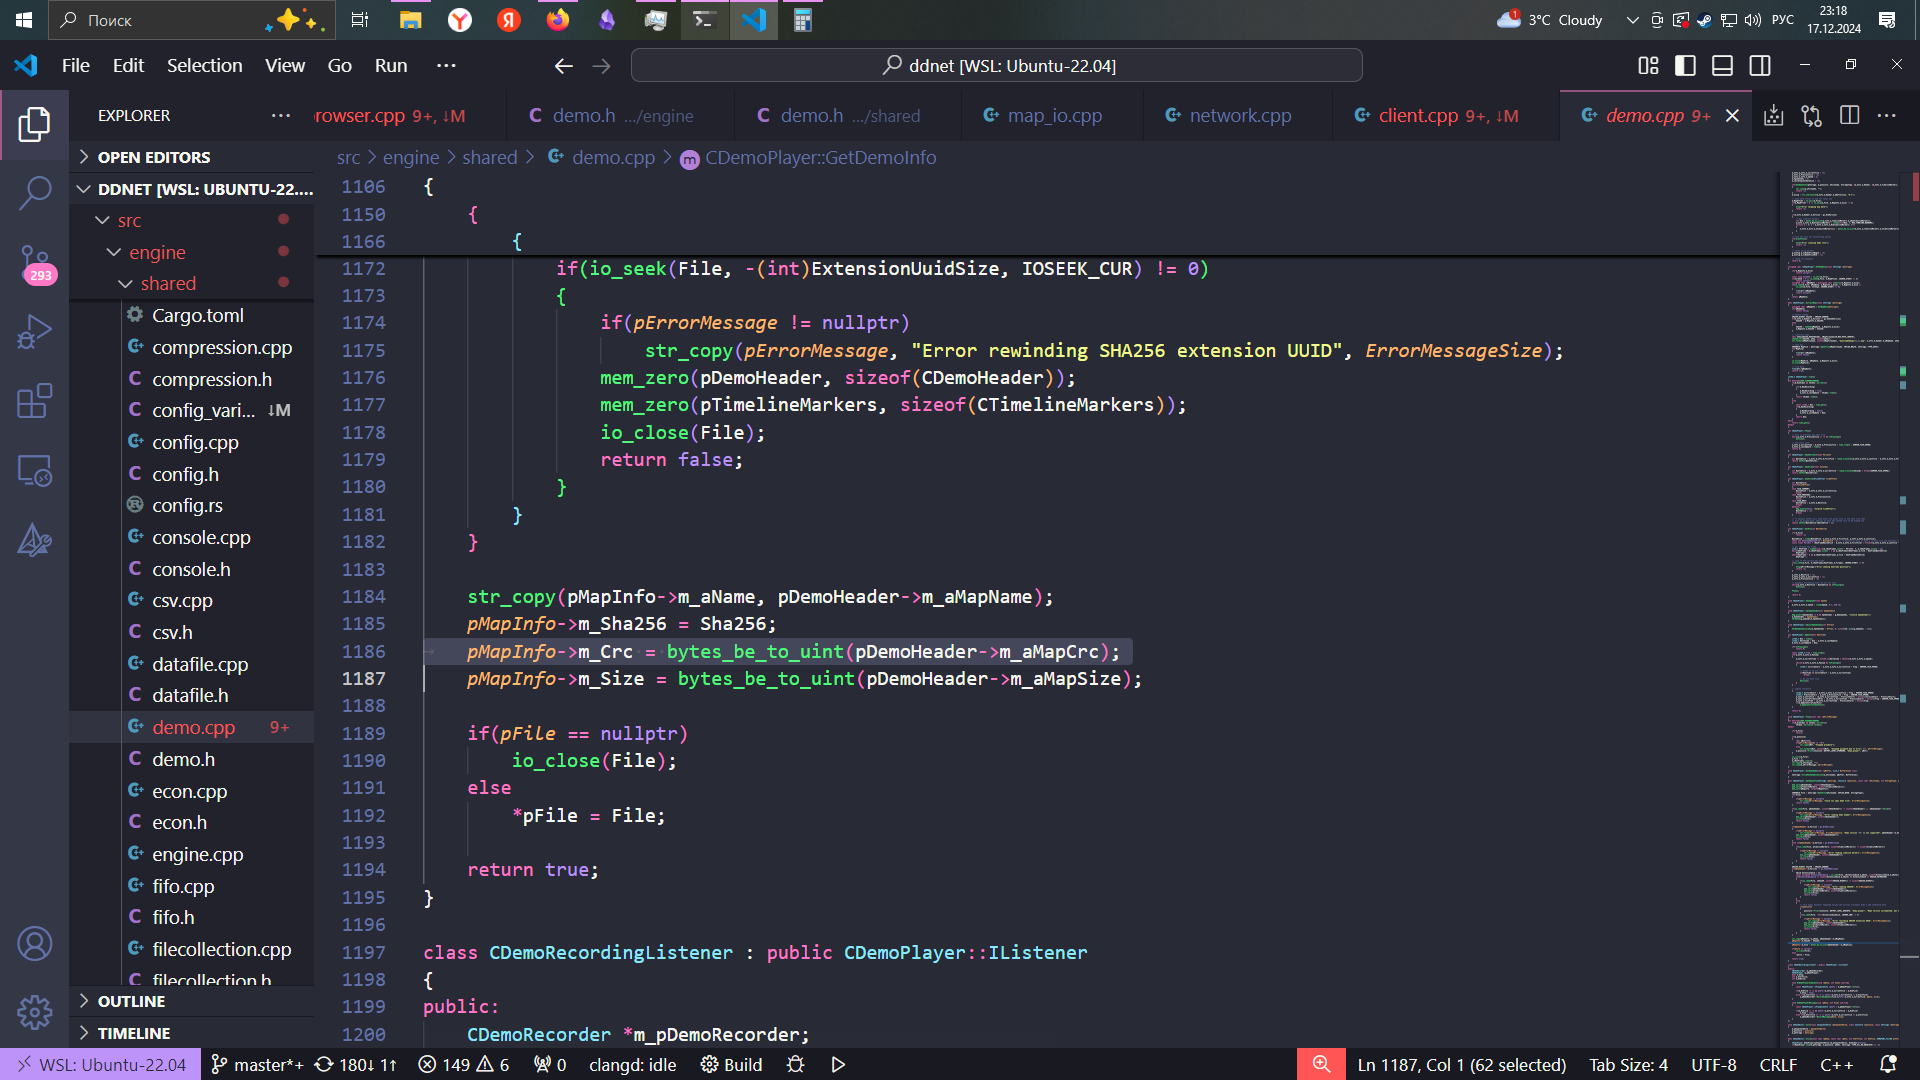 Поиск
3°C Cloudy
РУС
23:18
17.12.2024
File Edit Selection View Go Run ...
ddnet [WSL: Ubuntu-22.04]
EXPLORER
rowser.cpp 9+, ↓M
demo.h .../engine
demo.h .../shared
map_io.cpp
network.cpp
client.cpp 9+, ↓M
demo.cpp 9+
src > engine > shared > demo.cpp > CDemoPlayer::GetDemoInfo
OPEN EDITORS
DDNET [WSL: UBUNTU-22....
src
engine
shared
Cargo.toml
compression.cpp
compression.h
config_vari... ↓M
config.cpp
config.h
config.rs
console.cpp
console.h
csv.cpp
csv.h
datafile.cpp
datafile.h
demo.cpp 9+
demo.h
econ.cpp
econ.h
engine.cpp
fifo.cpp
fifo.h
filecollection.cpp
filecollection.h
OUTLINE
TIMELINE
293
1106 {
1150 {
1166 {
1172 if(io_seek(File, -(int)ExtensionUuidSize, IOSEEK_CUR) != 0)
1173 {
1174 if(pErrorMessage != nullptr)
1175 str_copy(pErrorMessage, "Error rewinding SHA256 extension UUID", ErrorMessageSize);
1176 mem_zero(pDemoHeader, sizeof(CDemoHeader));
1177 mem_zero(pTimelineMarkers, sizeof(CTimelineMarkers));
1178 io_close(File);
1179 return false;
1180 }
1181 }
1182 }
1183
1184 str_copy(pMapInfo->m_aName, pDemoHeader->m_aMapName);
1185 pMapInfo->m_Sha256 = Sha256;
1186 pMapInfo->m_Crc = bytes_be_to_uint(pDemoHeader->m_aMapCrc);
1187 pMapInfo->m_Size = bytes_be_to_uint(pDemoHeader->m_aMapSize);
1188
1189 if(pFile == nullptr)
1190 io_close(File);
1191 else
1192 *pFile = File;
1193
1194 return true;
1195 }
1196
1197 class CDemoRecordingListener : public CDemoPlayer::IListener
1198 {
1199 public:
1200 CDemoRecorder *m_pDemoRecorder;
WSL: Ubuntu-22.04 master*+ 180↓ 1↑ 149 6 0 clangd: idle Build Ln 1187, Col 1 (62 selected) Tab Size: 4 UTF-8 CRLF C++